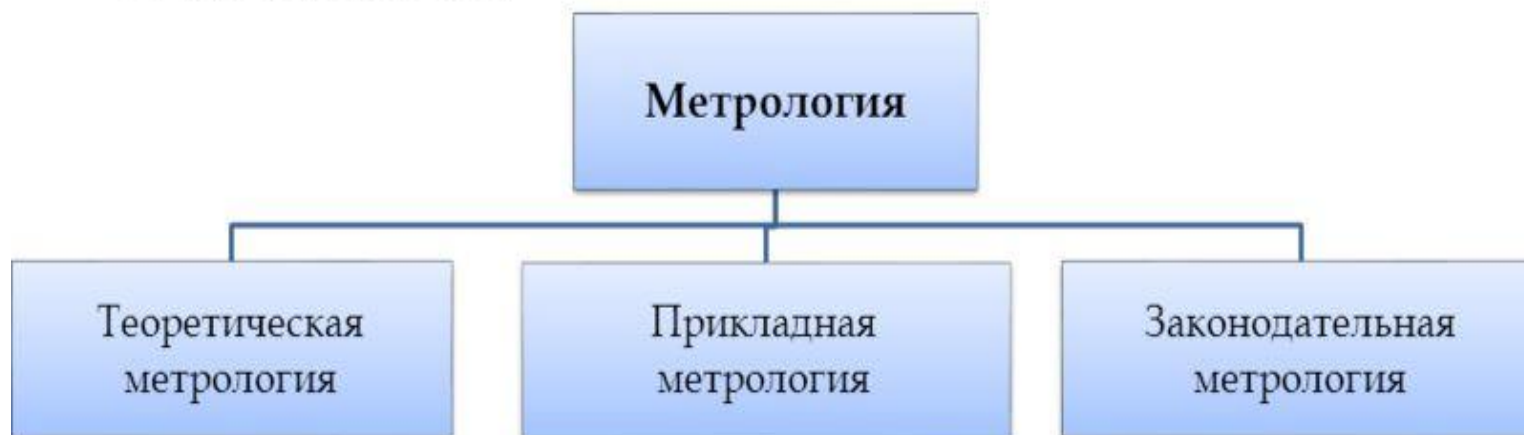 Метрология
Теоретическая
метрология
Прикладная
метрология
Законодательная
метрология